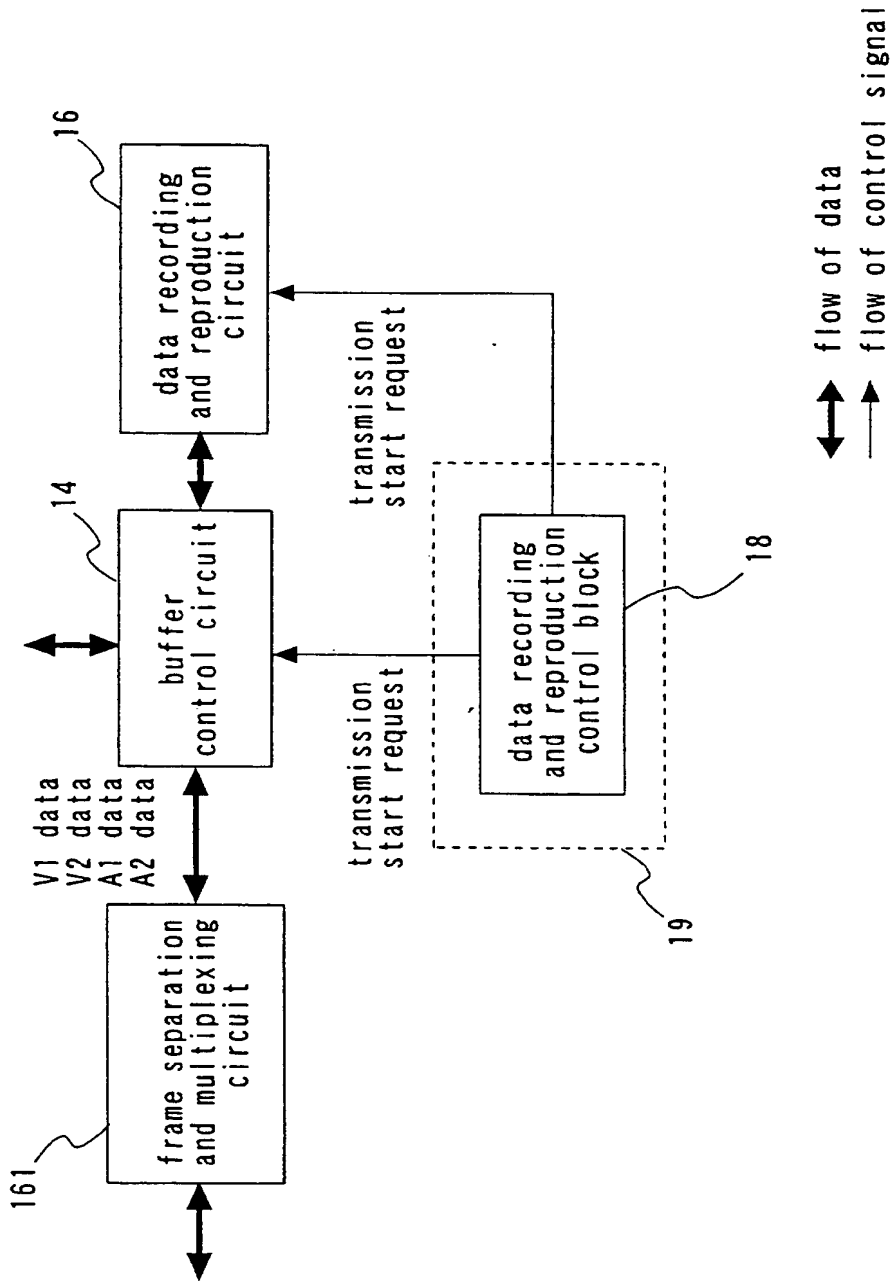 161
frame separation
and multiplexing
circuit
V1 data
V2 data
A1 data
A2 data
14
buffer
control circuit
16
data recording
and reproduction
circuit
transmission
start request
transmission
start request
data recording
and reproduction
control block
18
19
flow of data
flow of control signal